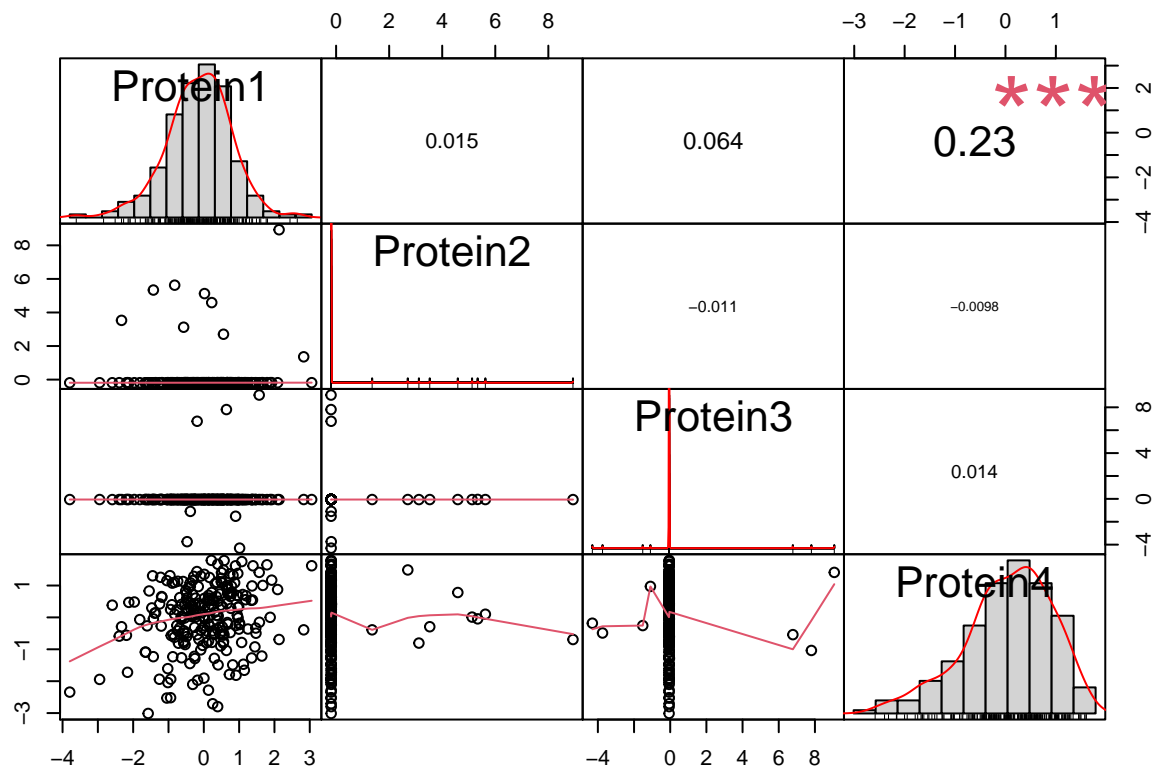 0 2 4 6 8 -3 -2 -1 0 1
Protein1 0.015 0.064 0.23 ***
-4 -2 0 2
0 2 4 6 8
Protein2 -0.011 -0.0098
Protein3 0.014
-4 0 4 8
-3 -1 1
Protein4
-4 -2 0 1 2 3 -4 0 2 4 6 8